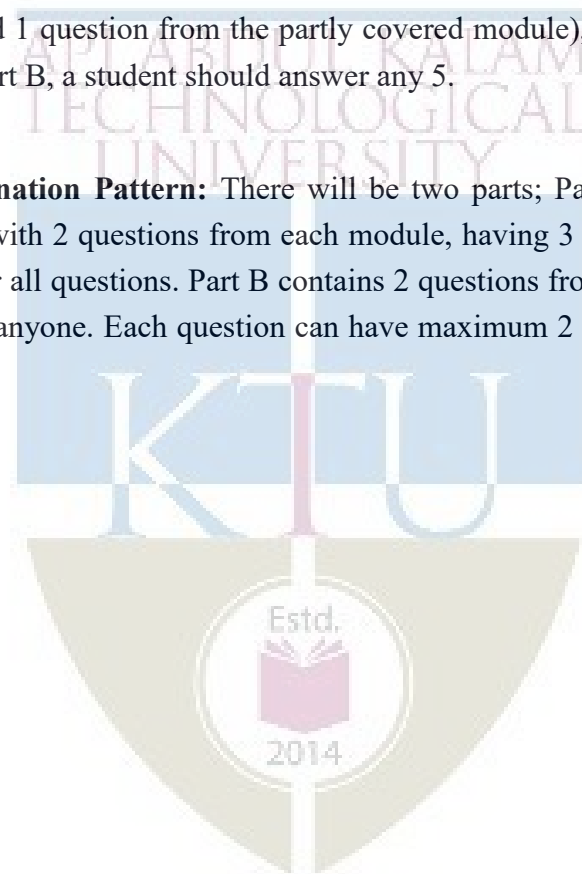 d 1 question from the partly covered module),
rt B, a student should answer any 5.
nation Pattern: There will be two parts; Pa
with 2 questions from each module, having 3
r all questions. Part B contains 2 questions fro
anyone. Each question can have maximum 2
APJ ABDUL KALAM
TECHNOLOGICAL
UNIVERSITY
KTU
Estd.
2014